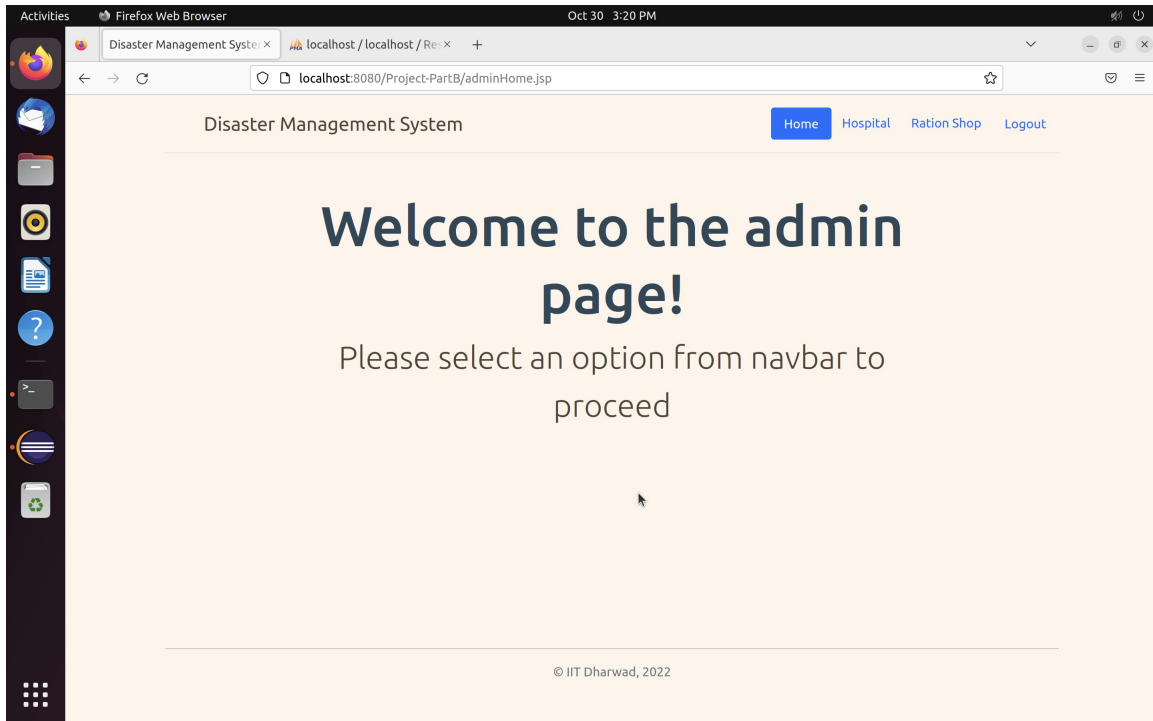 Activities Firefox Web Browser Oct 30 3:20 PM
Disaster Management Syster localhost / localhost / Res
localhost:8080/Project-PartB/adminHome.jsp
Disaster Management System Home Hospital Ration Shop Logout
Welcome to the admin
page!
Please select an option from navbar to
proceed
© IIT Dharwad, 2022